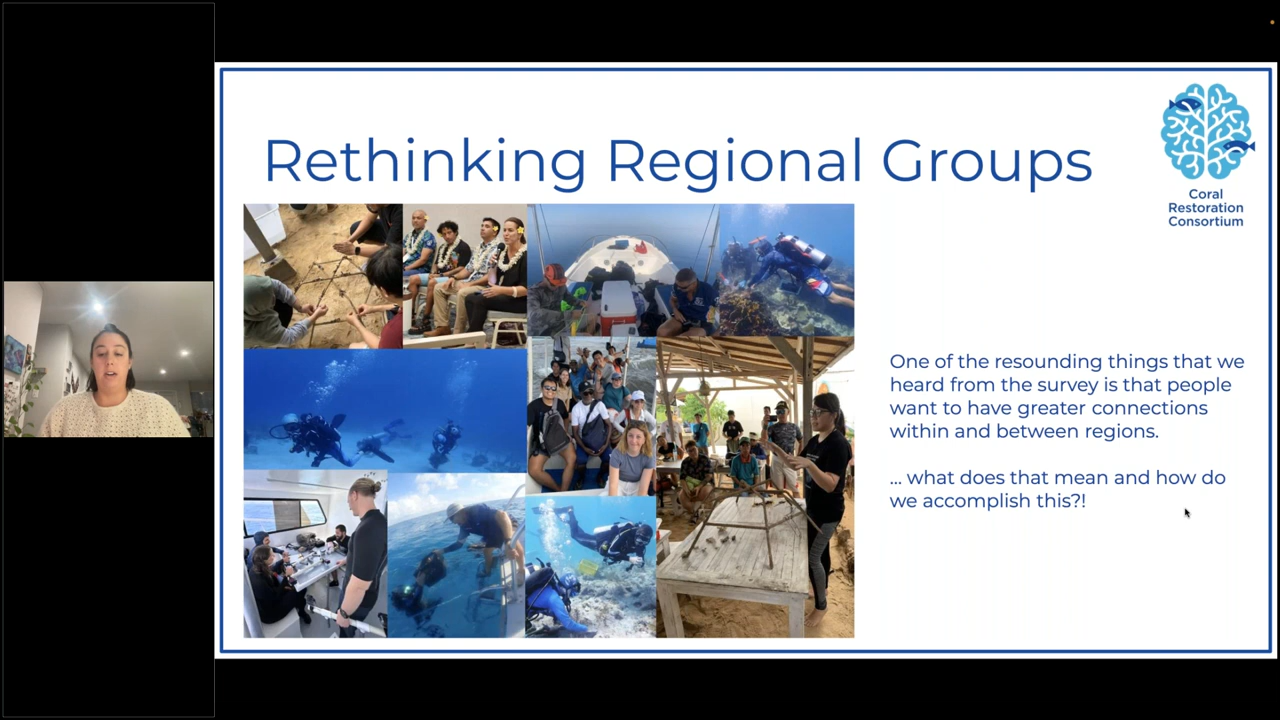 Rethinking Regional Groups
Coral
Restoration
Consortium
One of the resounding things that we
heard from the survey is that people
want to have greater connections
within and between regions.
... what does that mean and how do
we accomplish this?!